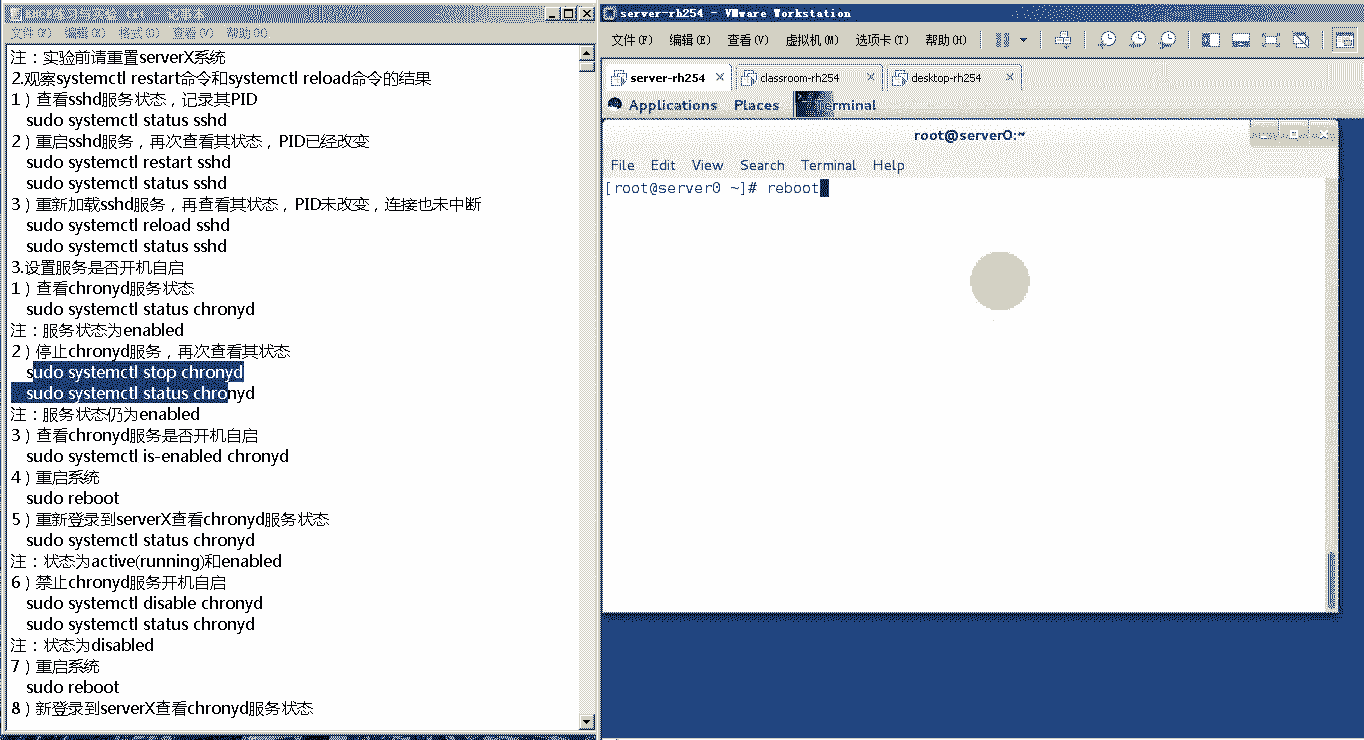 RHCE练习与实验.txt - 记事本
文件(F) 编辑(E) 格式(O) 查看(V) 帮助(H)
注：实验前请重置serverX系统
2.观察systemctl restart命令和systemctl reload命令的结果
1）查看sshd服务状态，记录其PID
sudo systemctl status sshd
2）重启sshd服务，再次查看其状态，PID已经改变
sudo systemctl restart sshd
sudo systemctl status sshd
3）重新加载sshd服务，再查看其状态，PID未改变，连接也未中断
sudo systemctl reload sshd
sudo systemctl status sshd
3.设置服务是否开机自启
1）查看chronyd服务状态
sudo systemctl status chronyd
注：服务状态为enabled
2）停止chronyd服务，再次查看其状态
sudo systemctl stop chronyd
sudo systemctl status chronyd
注：服务状态仍为enabled
3）查看chronyd服务是否开机自启
sudo systemctl is-enabled chronyd
4）重启系统
sudo reboot
5）重新登录到serverX查看chronyd服务状态
sudo systemctl status chronyd
注：状态为active(running)和enabled
6）禁止chronyd服务开机自启
sudo systemctl disable chronyd
sudo systemctl status chronyd
注：状态为disabled
7）重启系统
sudo reboot
8）新登录到serverX查看chronyd服务状态
server-rh254 - VMware Workstation
文件(F) 编辑(E) 查看(V) 虚拟机(M) 选项卡(T) 帮助(H)
server-rh254 classroom-rh254 desktop-rh254
Applications Places Terminal
root@server0:~
File Edit View Search Terminal Help
[root@server0 ~]# reboot